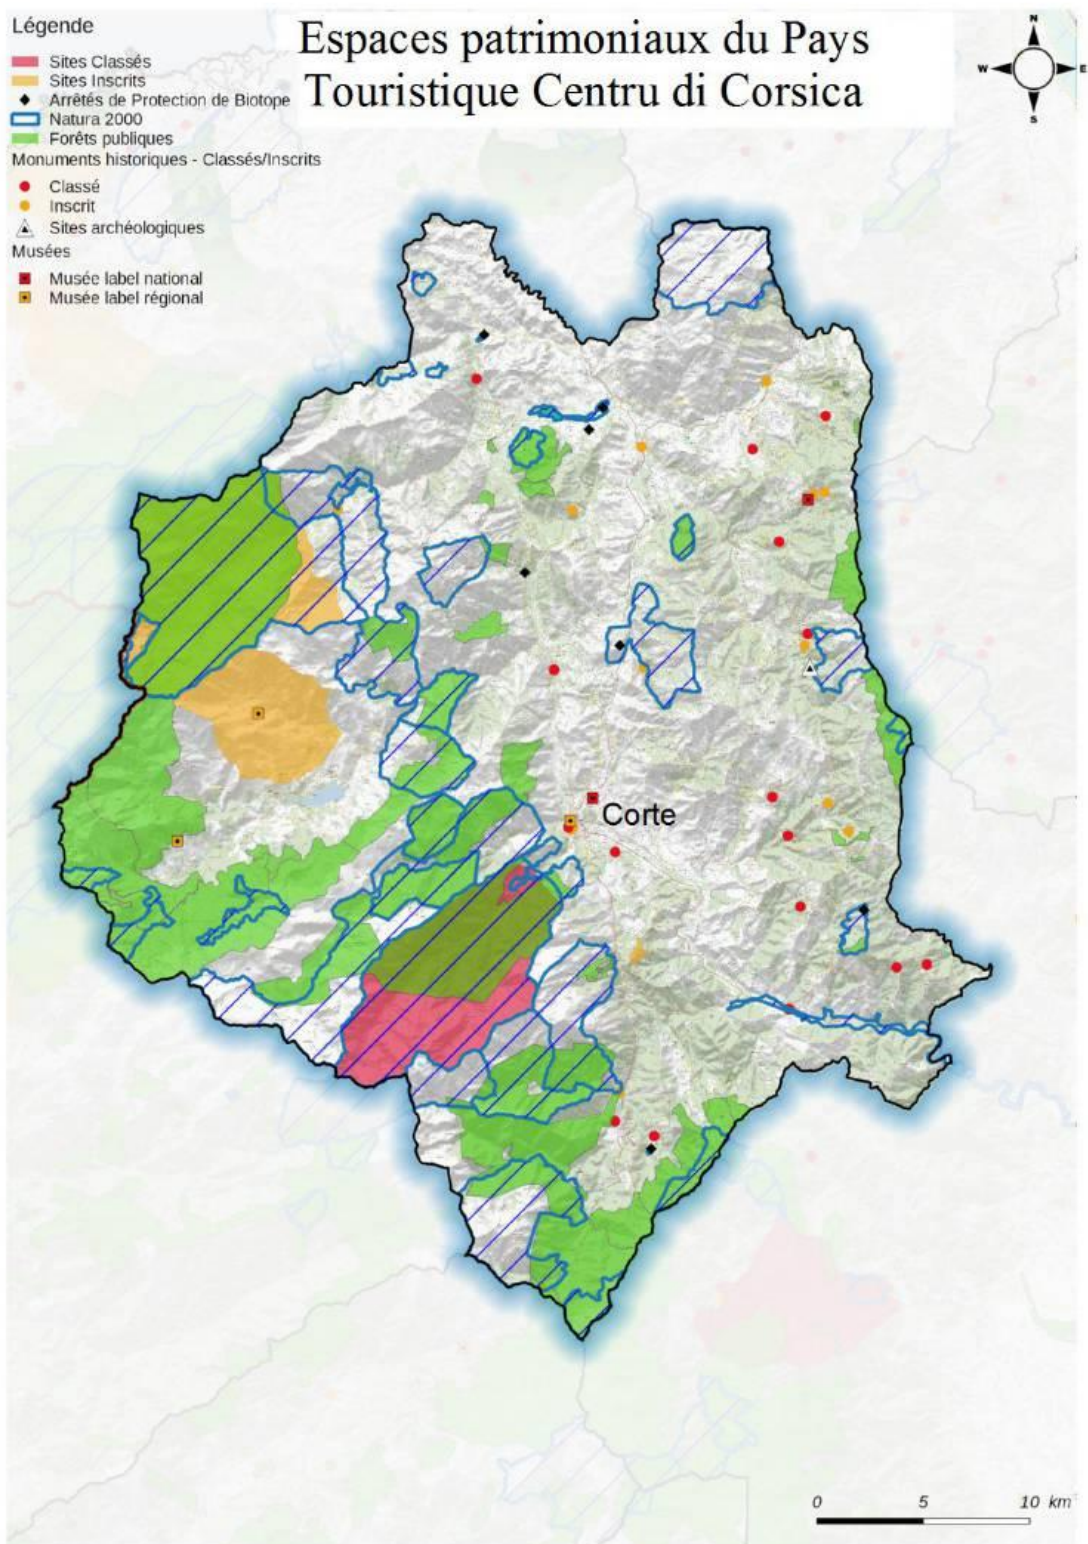 Légende
Sites Classés
Sites Inscrits
Arrêtés de Protection de Biotope
Natura 2000
Forêts publiques
Monuments historiques - Classés/Inscrits
Classé
Inscrit
Sites archéologiques
Musées
Musée label national
Musée label régional
Espaces patrimoniaux du Pays
Touristique Centru di Corsica
N
W
E
S
Corte
0 5 10 km